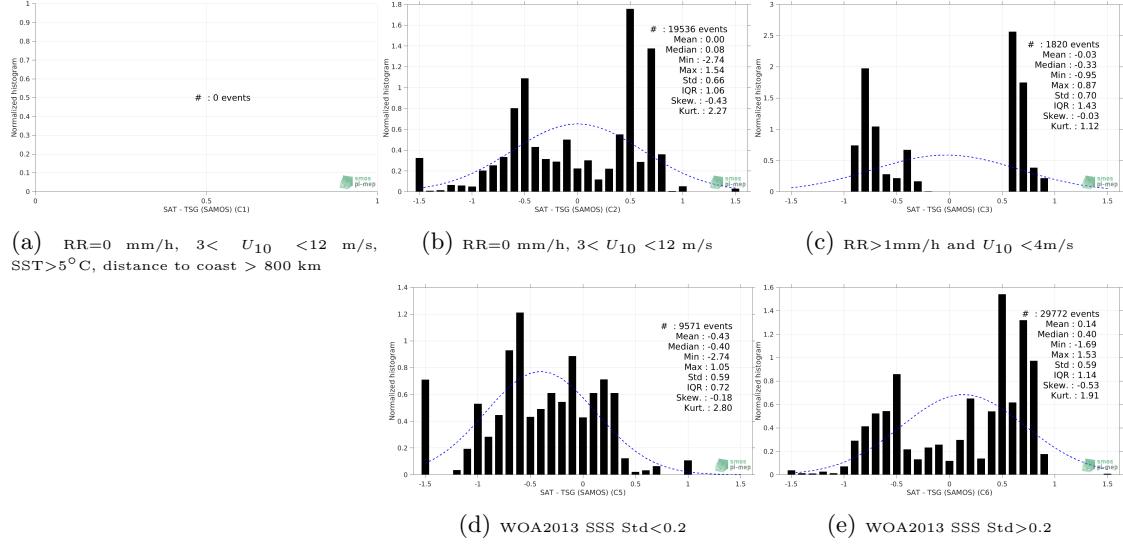 Normalized histogram
1
0.9
0.8
0.7
0.6
0.5
0.4
0.3
0.2
0.1
0
# : 0 events
smos
pi-mep
0 0.5 1
SAT - TSG (SAMOS) (C1)
(a) RR=0 mm/h, 3< U10 <12 m/s,
SST>5°C, distance to coast > 800 km
Normalized histogram
1.8
1.6
1.4
1.2
1
0.8
0.6
0.4
0.2
0
# : 19536 events
Mean : 0.00
Median : 0.08
Min : -2.74
Max : 1.54
Std : 0.66
IQR : 1.06
Skew. : -0.43
Kurt. : 2.27
smos
pi-mep
-1.5 -1 -0.5 0 0.5 1 1.5
SAT - TSG (SAMOS) (C2)
(b) RR=0 mm/h, 3< U10 <12 m/s
Normalized histogram
3
2.5
2
1.5
1
0.5
0
# : 1820 events
Mean : -0.03
Median : -0.33
Min : -0.95
Max : 0.87
Std : 0.70
IQR : 1.43
Skew. : -0.03
Kurt. : 1.12
smos
pi-mep
-1.5 -1 -0.5 0 0.5 1 1.5
SAT - TSG (SAMOS) (C3)
(c) RR>1mm/h and U10 <4m/s
Normalized histogram
1.4
1.2
1
0.8
0.6
0.4
0.2
0
# : 9571 events
Mean : -0.43
Median : -0.40
Min : -2.74
Max : 1.05
Std : 0.59
IQR : 0.72
Skew. : -0.18
Kurt. : 2.80
smos
pi-mep
-1.5 -1 -0.5 0 0.5 1 1.5
SAT - TSG (SAMOS) (C5)
(d) WOA2013 SSS Std<0.2
Normalized histogram
1.6
1.4
1.2
1
0.8
0.6
0.4
0.2
0
# : 29772 events
Mean : 0.14
Median : 0.40
Min : -1.69
Max : 1.53
Std : 0.59
IQR : 1.14
Skew. : -0.53
Kurt. : 1.91
smos
pi-mep
-1.5 -1 -0.5 0 0.5 1 1.5
SAT - TSG (SAMOS) (C6)
(e) WOA2013 SSS Std>0.2